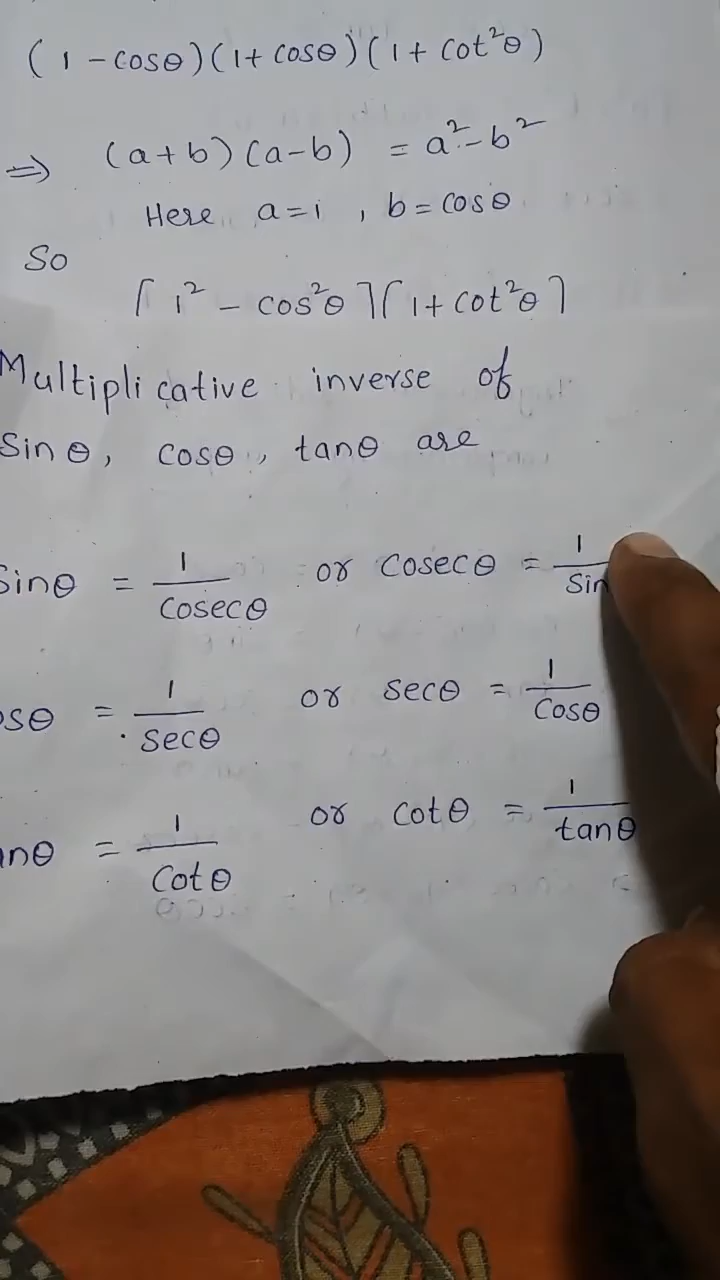 (1 - cosθ)(1 + cosθ)(1 + cot²θ)
⇒ (a+b)(a-b) = a² - b²
Here a=1, b=cosθ
So
[1² - cos²θ][1 + cot²θ]
Multiplicative inverse of
Sinθ, cosθ, tanθ are
Sinθ = 1/Cosecθ or Cosecθ = 1/Sin
osθ = 1/Secθ or Secθ = 1/Cosθ
anθ = 1/Cotθ or Cotθ = 1/tanθ